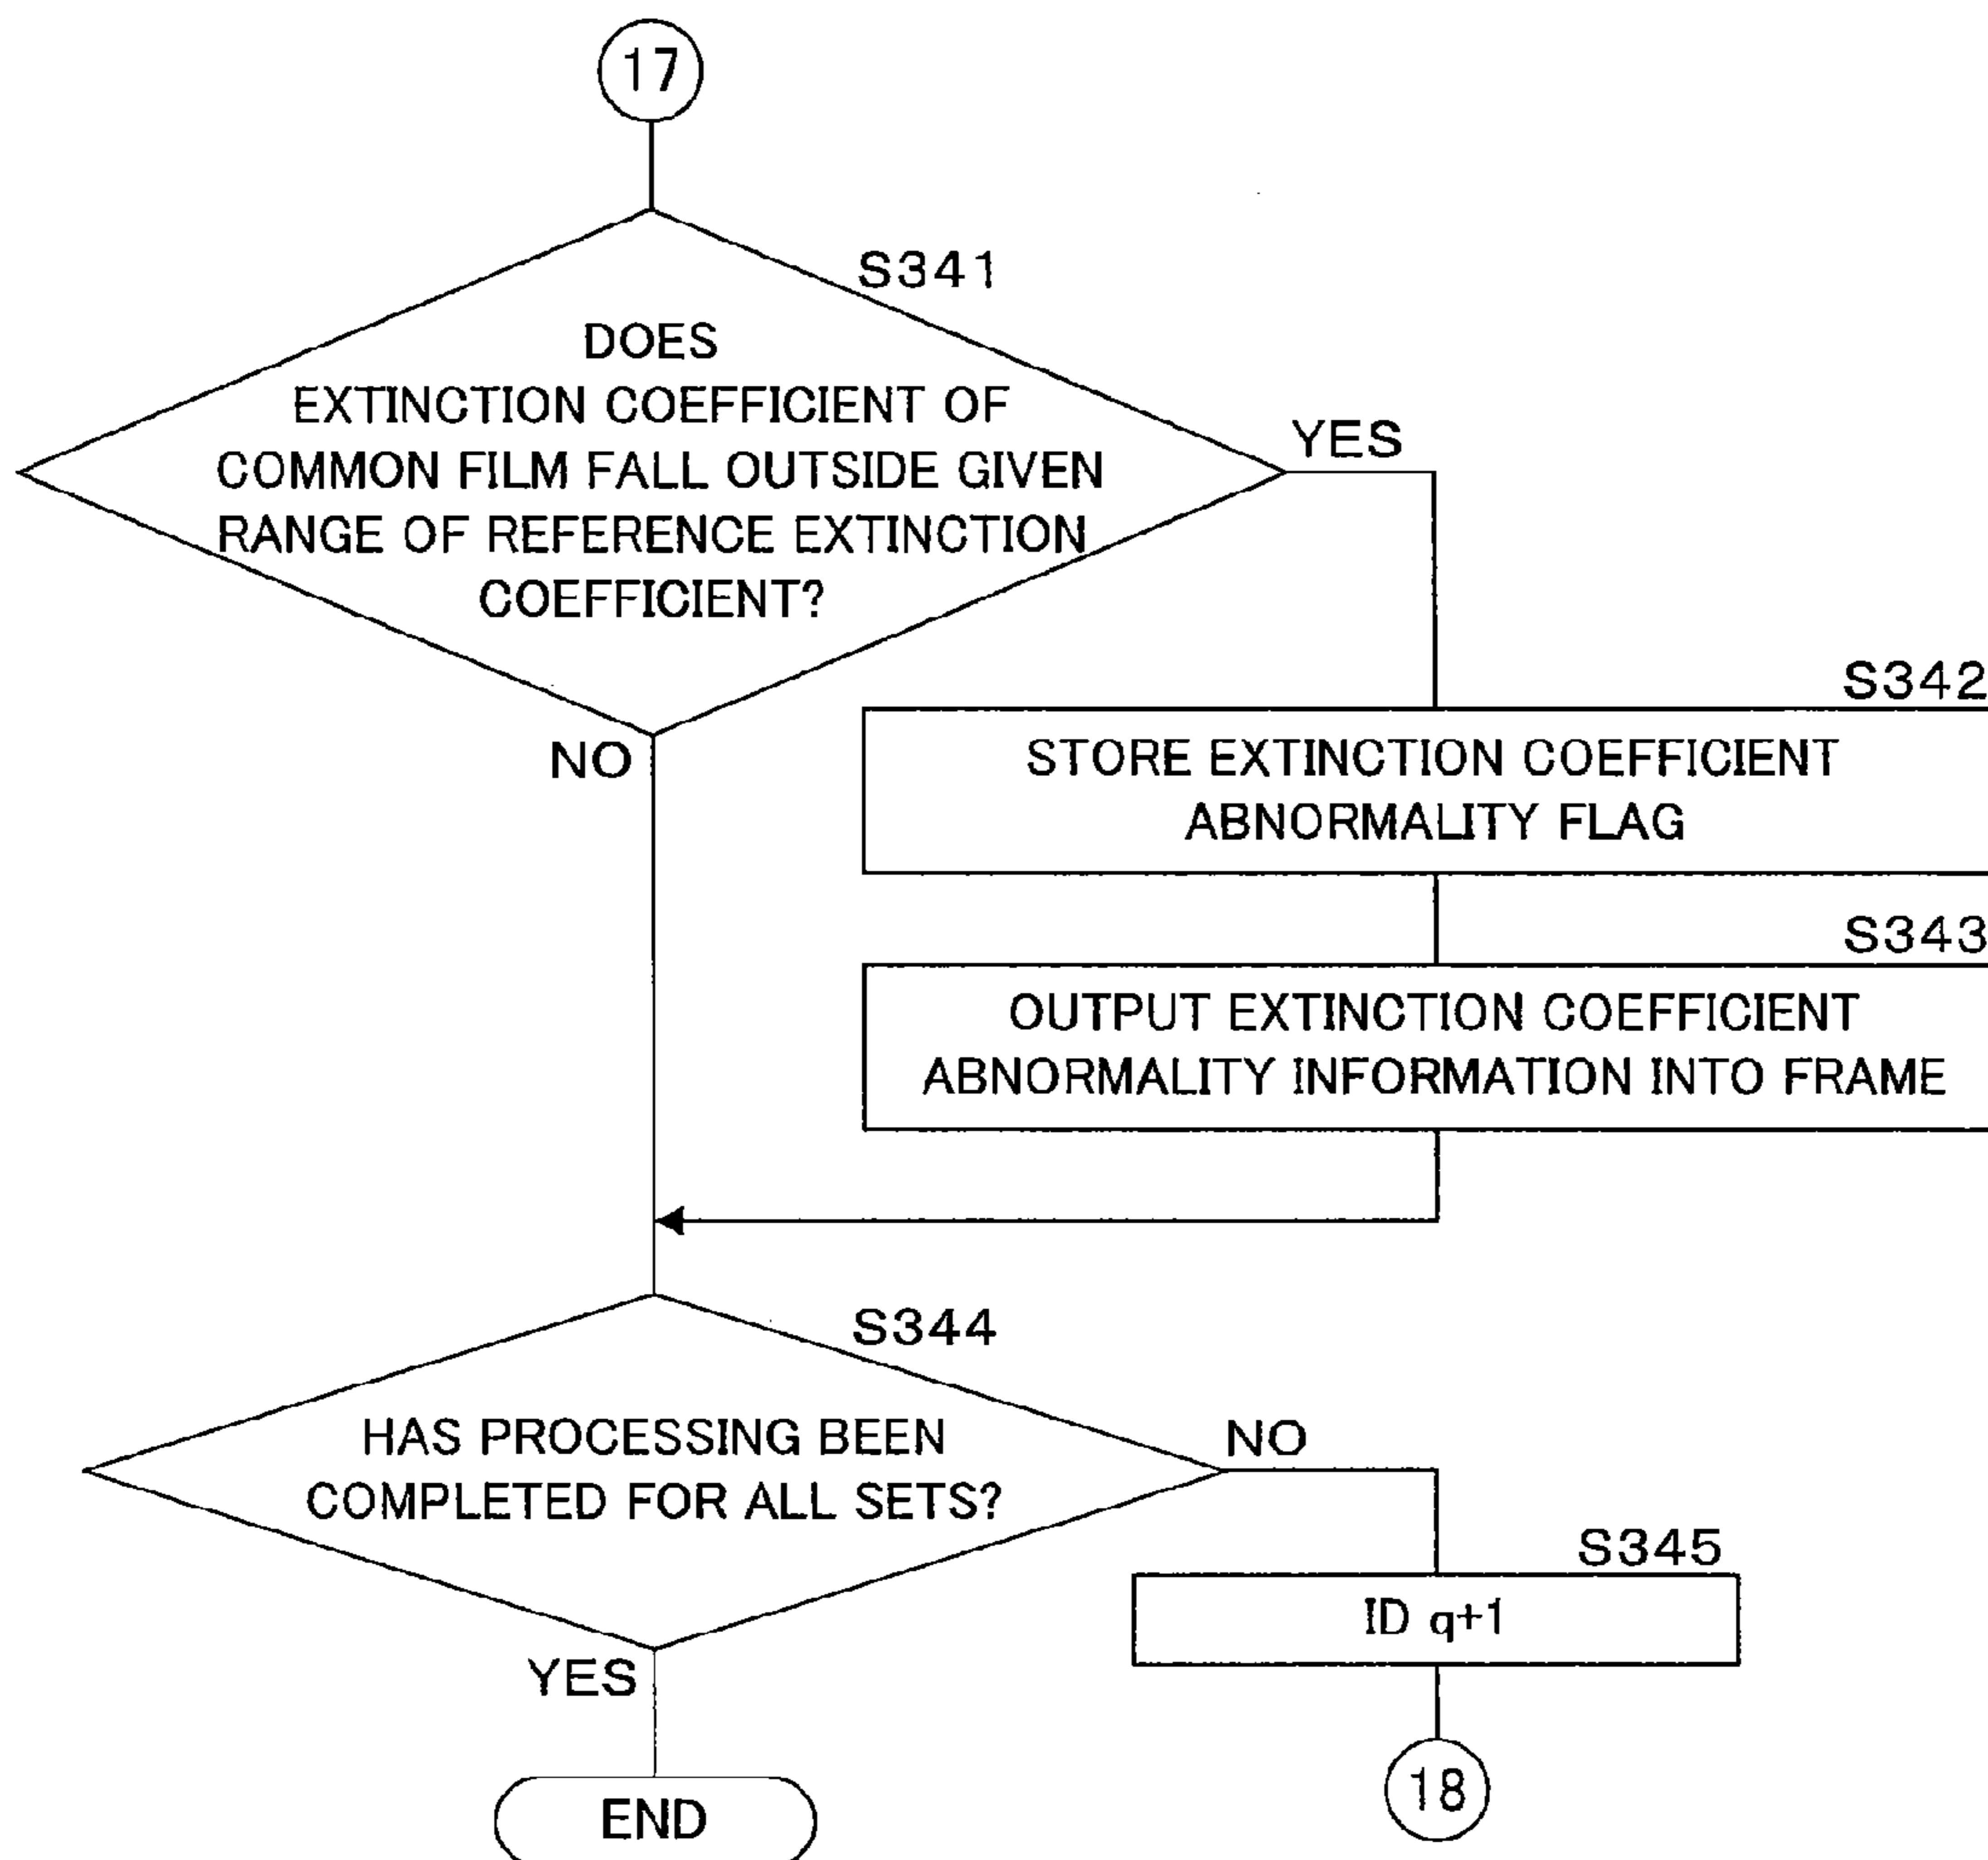 17
S341
DOES
EXTINCTION COEFFICIENT OF
COMMON FILM FALL OUTSIDE GIVEN
RANGE OF REFERENCE EXTINCTION
COEFFICIENT?
YES
NO
S342
STORE EXTINCTION COEFFICIENT
ABNORMALITY FLAG
S343
OUTPUT EXTINCTION COEFFICIENT
ABNORMALITY INFORMATION INTO FRAME
S344
HAS PROCESSING BEEN
COMPLETED FOR ALL SETS?
NO
YES
S345
ID q+1
18
END